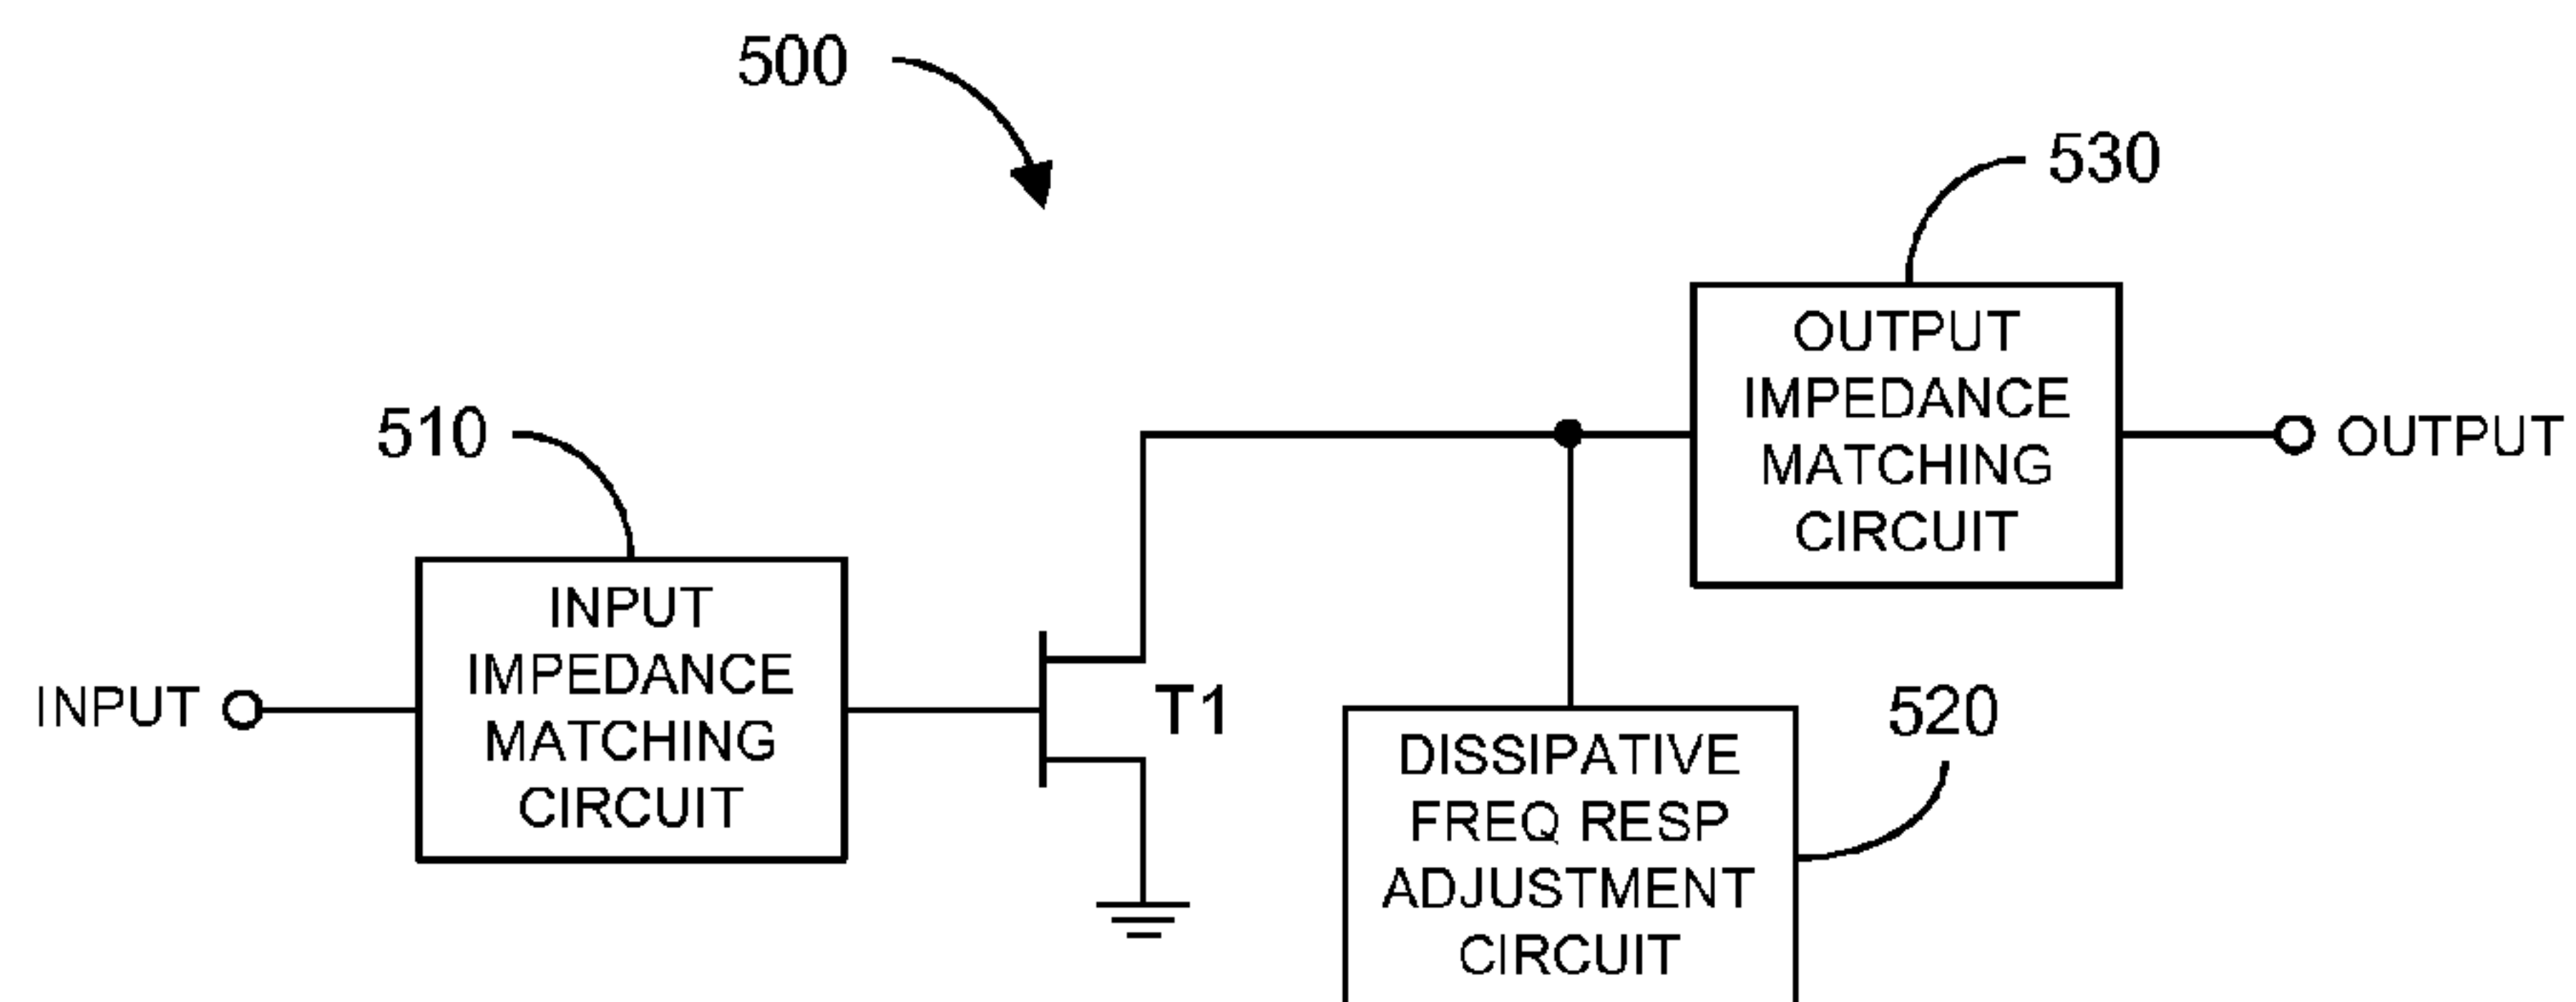 500
530
OUTPUT
IMPEDANCE
MATCHING
CIRCUIT
OUTPUT
510
INPUT
IMPEDANCE
MATCHING
CIRCUIT
INPUT
T1
520
DISSIPATIVE
FREQ RESP
ADJUSTMENT
CIRCUIT